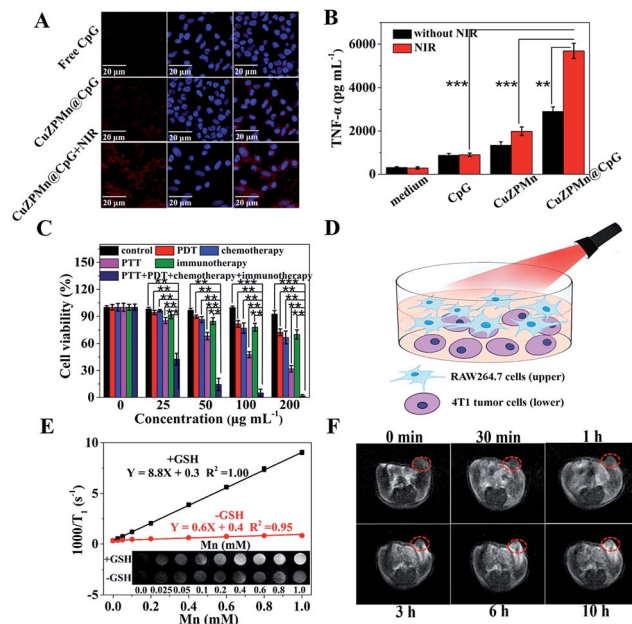 A
Free CpG
20 μm
20 μm
20 μm
CuZPMn@CpG
20 μm
20 μm
20 μm
CuZPMn@CpG+NIR
20 μm
20 μm
20 μm
B
without NIR
NIR
TNF-α (pg mL⁻¹)
6000
4000
2000
0
***
***
**
medium
CpG
CuZPMn
CuZPMn@CpG
C
control
PDT
chemotherapy
PTT
immunotherapy
PTT+PDT+chemotherapy+immunotherapy
Cell viability (%)
150
120
90
60
30
0
0
25
50
100
200
Concentration (μg mL⁻¹)
D
RAW264.7 cells (upper)
4T1 tumor cells (lower)
E
1000/T₁ (s⁻¹)
10
5
0
-5
+GSH
Y = 8.8X + 0.3 R²=1.00
-GSH
Y = 0.6X + 0.4 R²=0.95
Mn (mM)
+GSH
-GSH
0.0 0.025 0.05 0.1 0.2 0.4 0.6 0.8 1.0
0.0 0.2 0.4 0.6 0.8 1.0
Mn (mM)
F
0 min
30 min
1 h
3 h
6 h
10 h